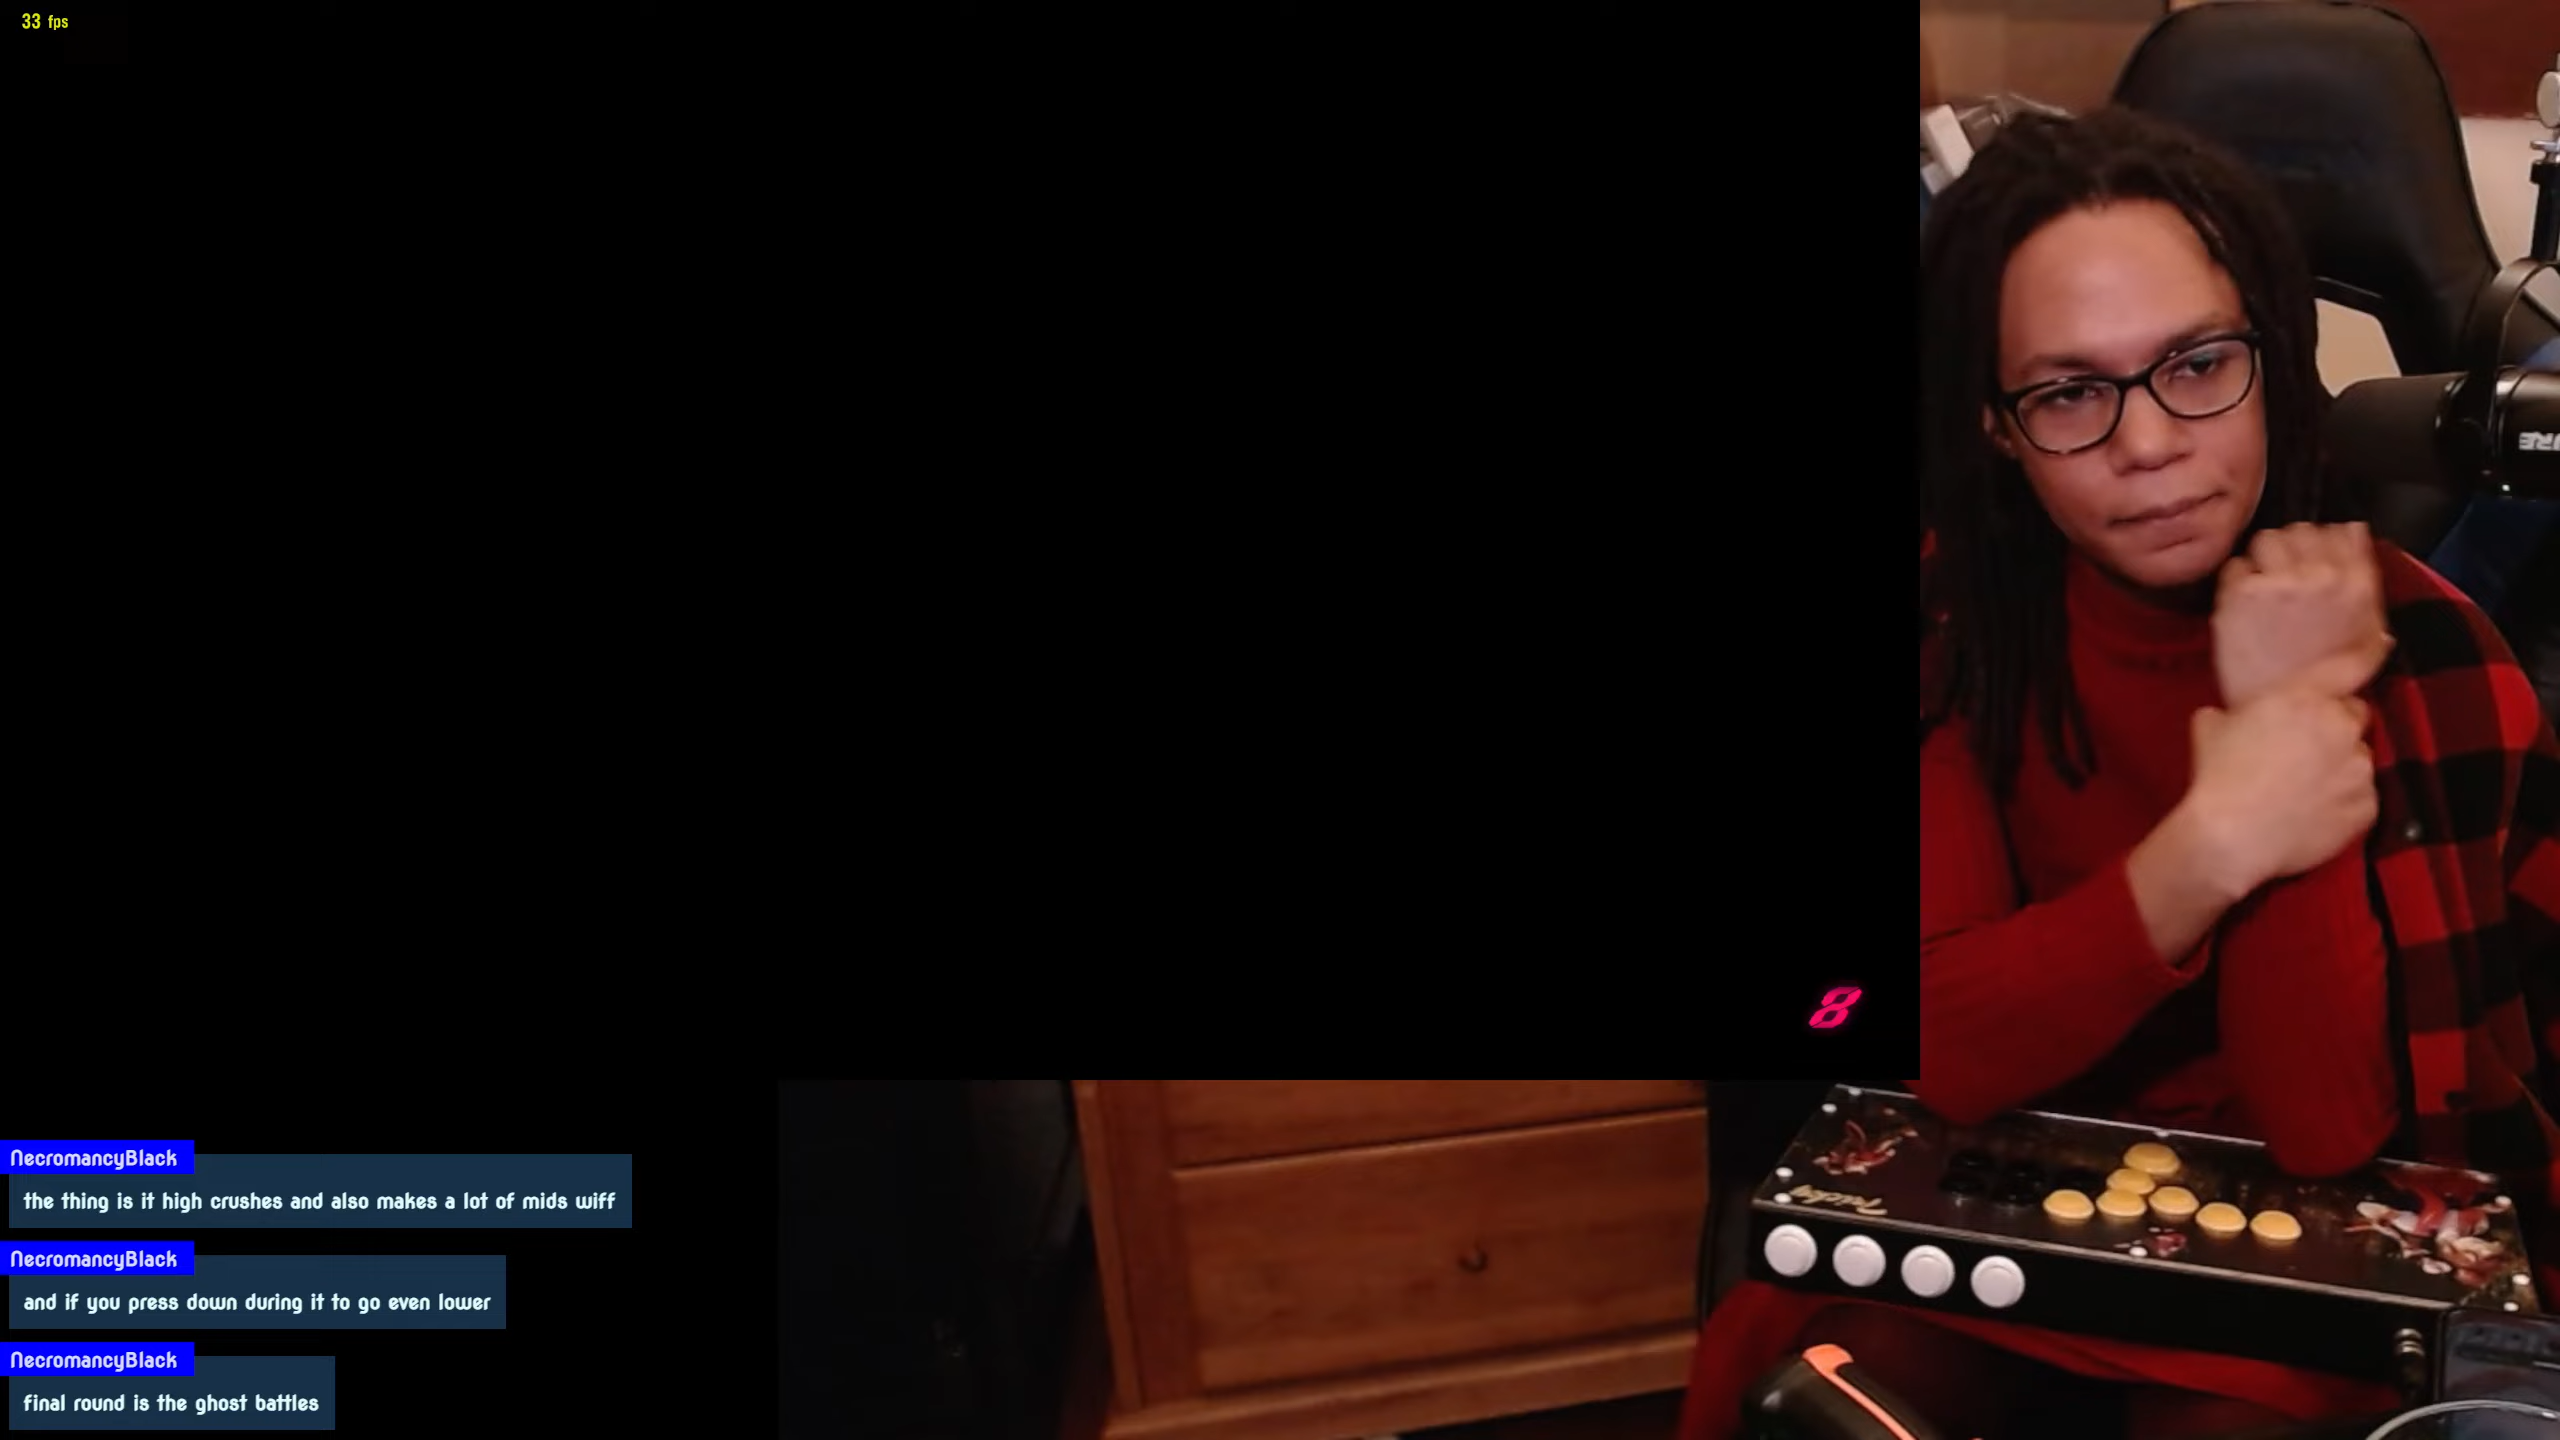 33 fps
8
NecromancyBlack
the thing is it high crushes and also makes a lot of mids wiff
NecromancyBlack
and if you press down during it to go even lower
NecromancyBlack
final round is the ghost battles